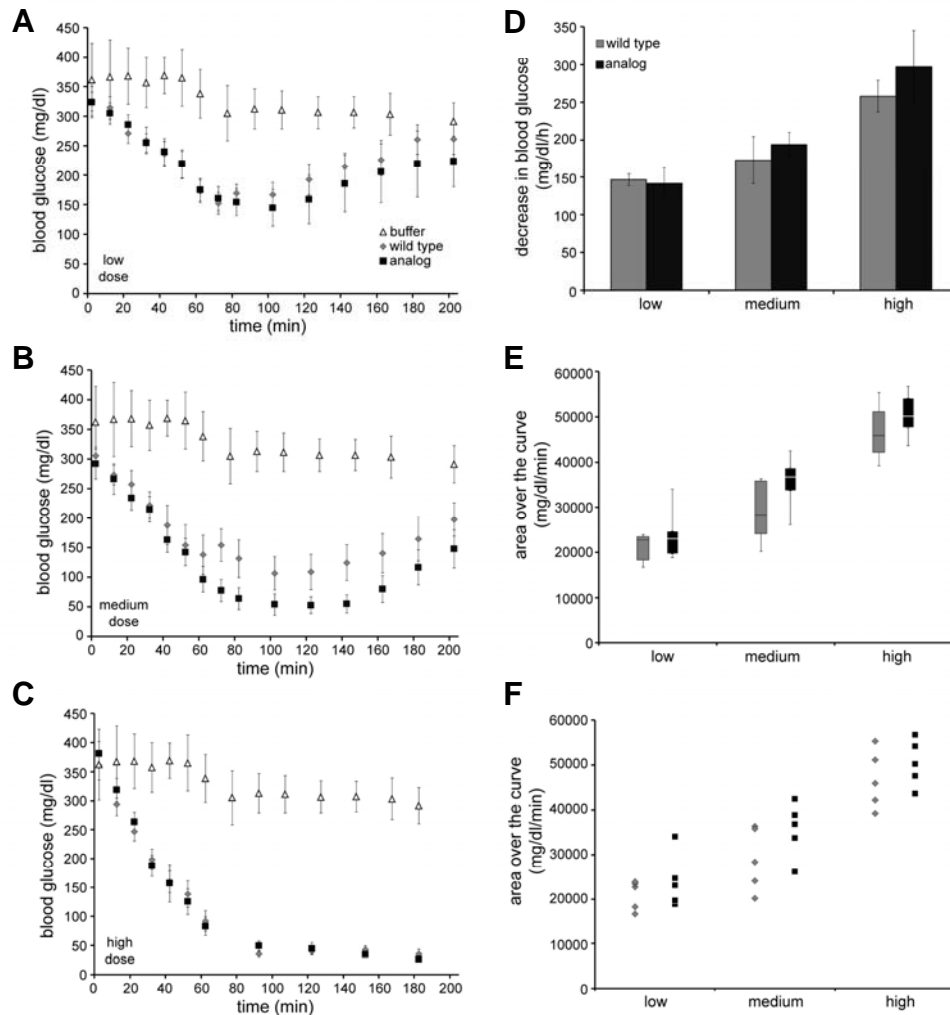 A
450
400
350
300
250
200
150
100
50
0
blood glucose (mg/dl)
buffer
wild type
analog
low
dose
0 20 40 60 80 100 120 140 160 180 200
time (min)
B
450
400
350
300
250
200
150
100
50
0
blood glucose (mg/dl)
medium
dose
0 20 40 60 80 100 120 140 160 180 200
time (min)
C
450
400
350
300
250
200
150
100
50
0
blood glucose (mg/dl)
high
dose
0 20 40 60 80 100 120 140 160 180 200
time (min)
D
350
300
250
200
150
100
50
0
decrease in blood glucose
(mg/dl/h)
wild type
analog
low medium high
E
60000
50000
40000
30000
20000
10000
0
area over the curve
(mg/dl/min)
low medium high
F
60000
50000
40000
30000
20000
10000
0
area over the curve
(mg/dl/min)
low medium high